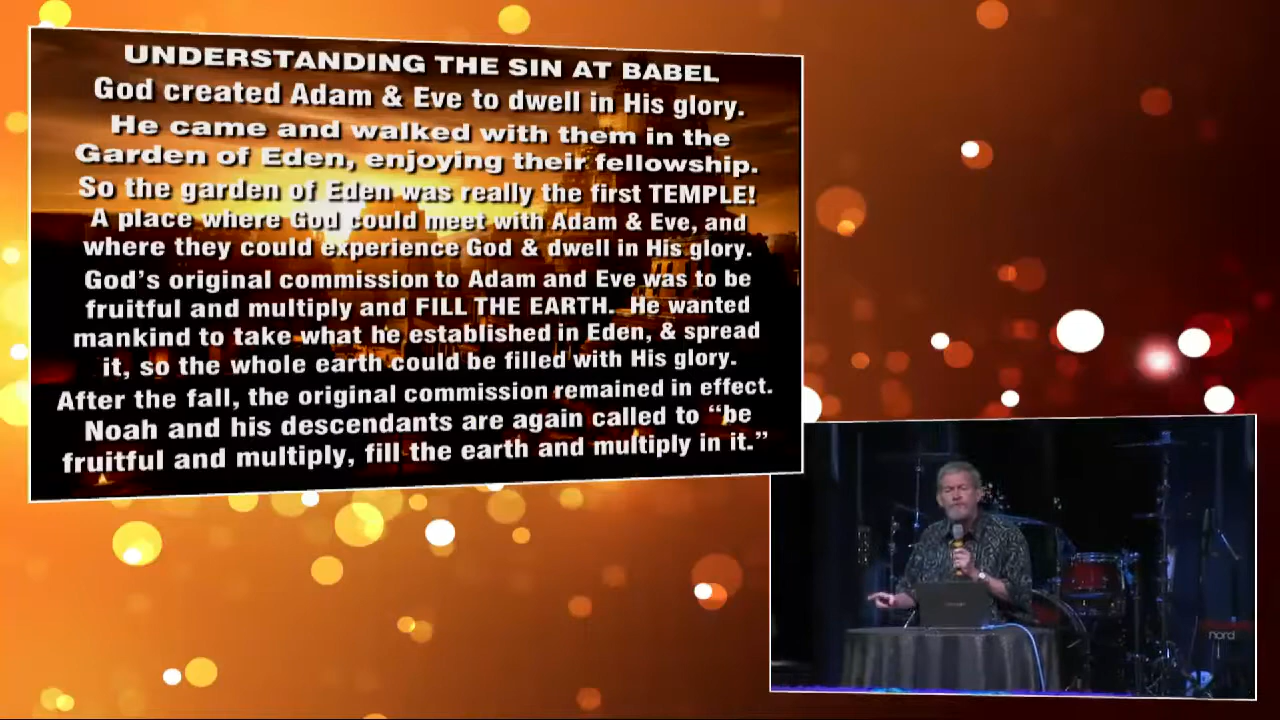 UNDERSTANDING THE SIN AT BABEL
God created Adam & Eve to dwell in His glory.
He came and walked with them in the
Garden of Eden, enjoying their fellowship.
So the garden of Eden was really the first TEMPLE!
A place where God could meet with Adam & Eve, and
where they could experience God & dwell in His glory.
God's original commission to Adam and Eve was to be
fruitful and multiply and FILL THE EARTH. He wanted
mankind to take what he established in Eden, & spread
it, so the whole earth could be filled with His glory.
After the fall, the original commission remained in effect.
Noah and his descendants are again called to “be
fruitful and multiply, fill the earth and multiply in it.”
nord